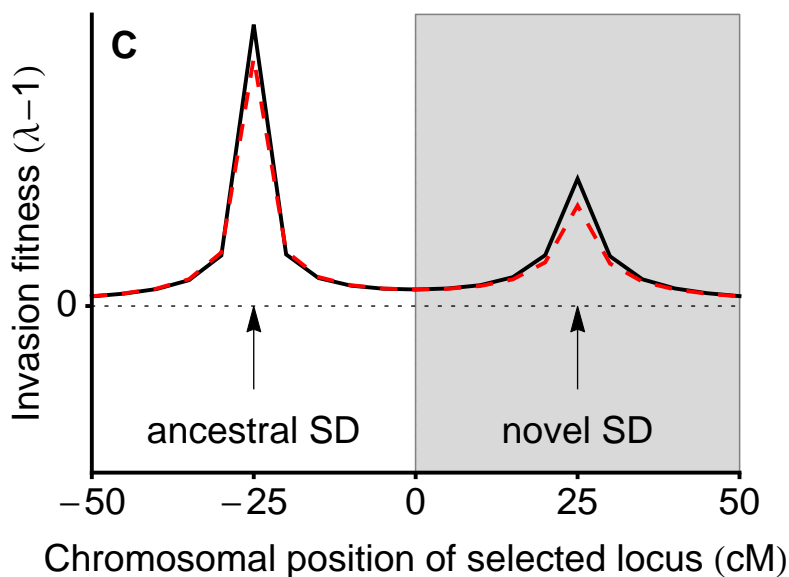 C
Invasion fitness (λ−1)
0
ancestral SD
novel SD
−50 −25 0 25 50
Chromosomal position of selected locus (cM)